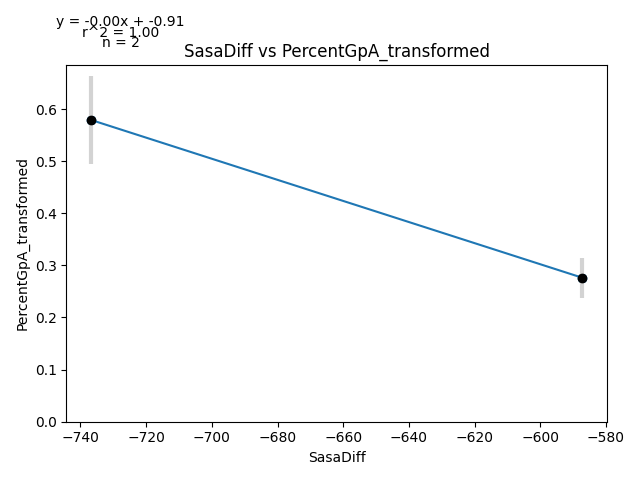 y = -0.00x + -0.91
r^2 = 1.00
n = 2
SasaDiff vs PercentGpA_transformed
PercentGpA_transformed
0.6
0.5
0.4
0.3
0.2
0.1
0.0
−740 −720 −700 −680 −660 −640 −620 −600 −580
SasaDiff